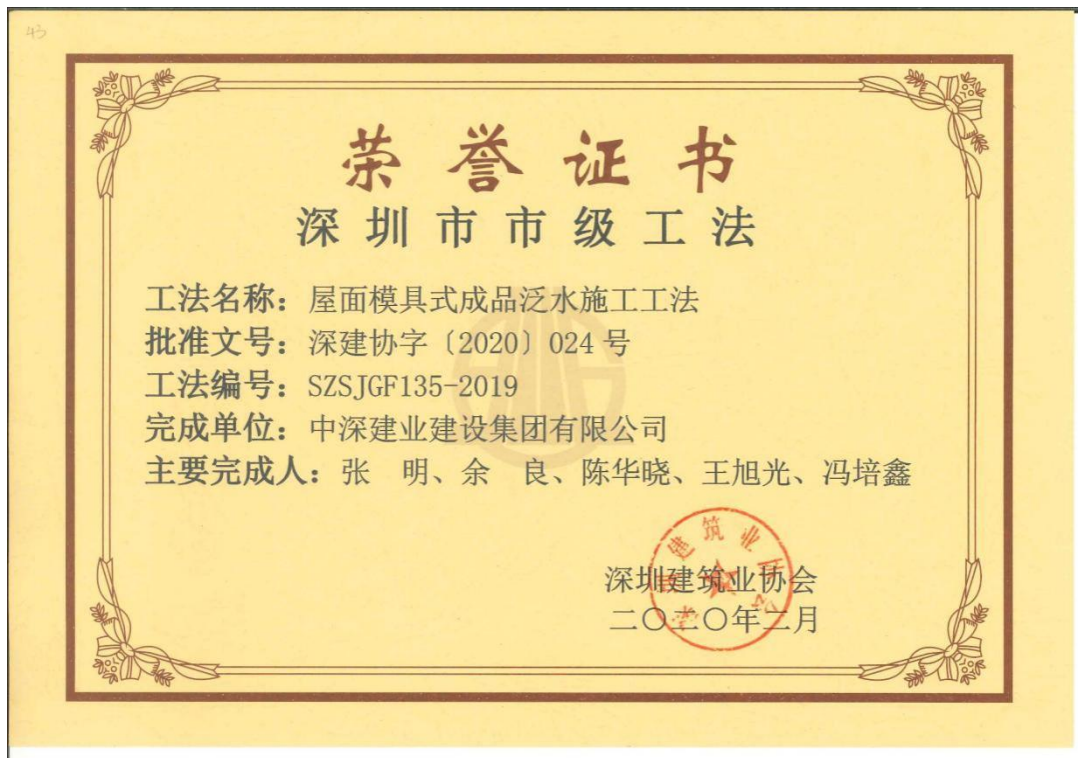 43
荣誉证书
深圳市市级工法
工法名称：屋面模具式成品泛水施工工法
批准文号：深建协字〔2020〕024号
工法编号：SZSJGF135-2019
完成单位：中深建业建设集团有限公司
主要完成人：张　明、余　良、陈华晓、王旭光、冯培鑫
深圳建筑业协会
二〇二〇年二月